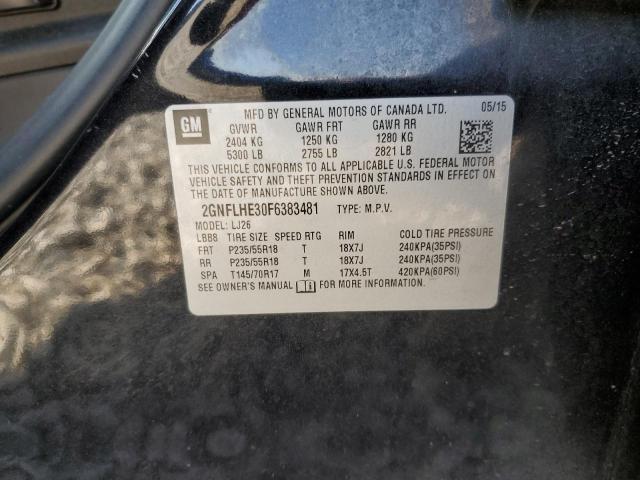 GM
MFD BY GENERAL MOTORS OF CANADA LTD. 05/15
GVWR GAWR FRT GAWR RR
2404 KG 1250 KG 1280 KG
5300 LB 2755 LB 2821 LB
THIS VEHICLE CONFORMS TO ALL APPLICABLE U.S. FEDERAL MOTOR
VEHICLE SAFETY AND THEFT PREVENTION STANDARDS IN EFFECT ON
THE DATE OF MANUFACTURE SHOWN ABOVE.
2GNFLHE30F6383481 TYPE: M.P.V.
MODEL: LJ26
LBB8 TIRE SIZE SPEED RTG RIM COLD TIRE PRESSURE
FRT P235/55R18 T 18X7J 240KPA(35PSI)
RR P235/55R18 T 18X7J 240KPA(35PSI)
SPA T145/70R17 M 17X4.5T 420KPA(60PSI)
SEE OWNER'S MANUAL FOR MORE INFORMATION.